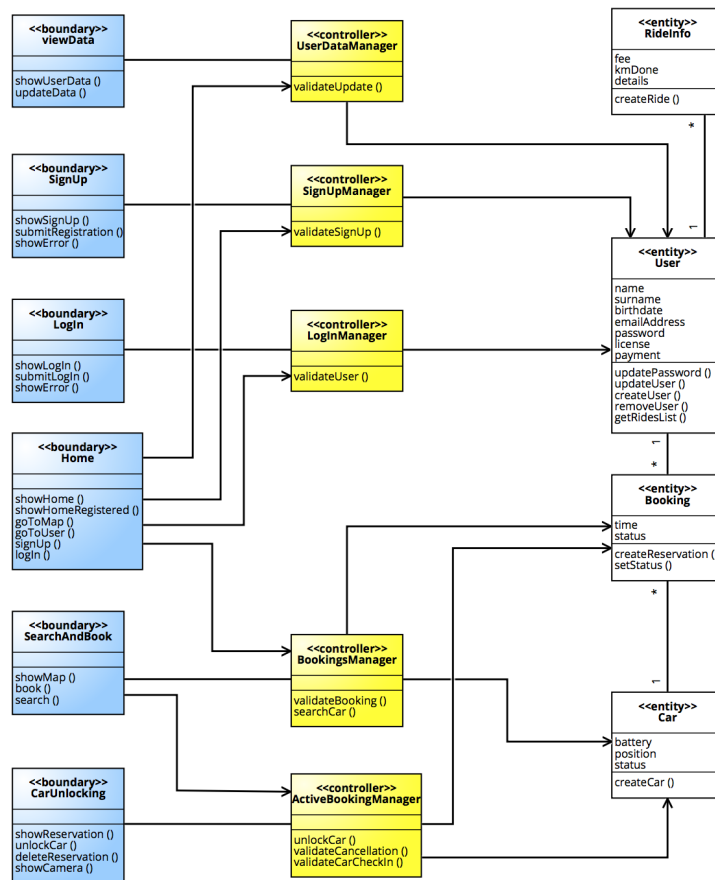 <<boundary>>
viewData
showUserData ()
updateData ()
<<controller>>
UserDataManager
validateUpdate ()
<<entity>>
RideInfo
fee
kmDone
details
createRide ()
*
1
<<boundary>>
SignUp
showSignUp ()
submitRegistration ()
showError ()
<<controller>>
SignUpManager
validateSignUp ()
<<entity>>
User
name
surname
birthdate
emailAddress
password
license
payment
updatePassword ()
updateUser ()
createUser ()
removeUser ()
getRidesList ()
<<boundary>>
LogIn
showLogIn ()
submitLogIn ()
showError ()
<<controller>>
LogInManager
validateUser ()
<<boundary>>
Home
showHome ()
showHomeRegistered ()
goToMap ()
goToUser ()
signUp ()
logIn ()
1
*
<<entity>>
Booking
time
status
createReservation ()
setStatus ()
*
1
<<boundary>>
SearchAndBook
showMap ()
book ()
search ()
<<controller>>
BookingsManager
validateBooking ()
searchCar ()
<<entity>>
Car
battery
position
status
createCar ()
<<boundary>>
CarUnlocking
showReservation ()
unlockCar ()
deleteReservation ()
showCamera ()
<<controller>>
ActiveBookingManager
unlockCar ()
validateCancellation ()
validateCarCheckIn ()